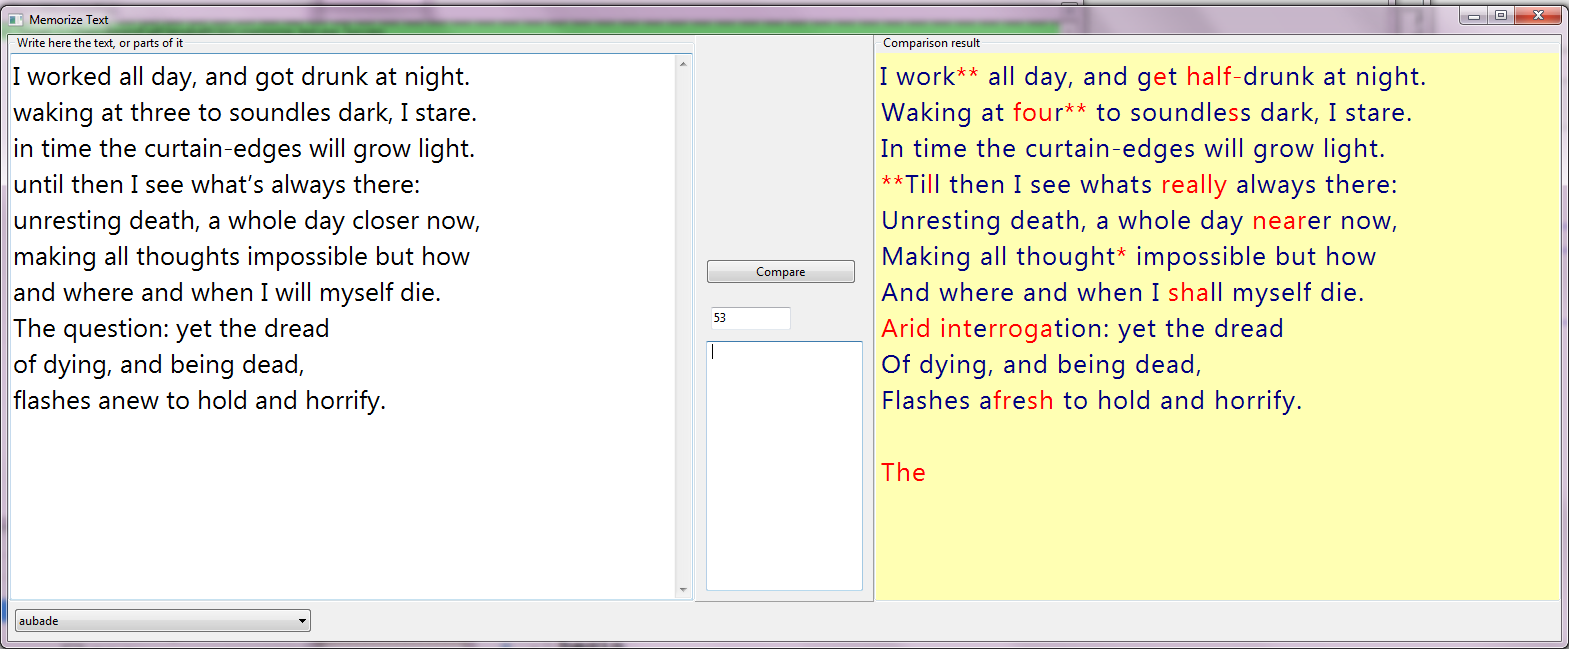 Memorize Text
Write here the text, or parts of it
I worked all day, and got drunk at night.
waking at three to soundles dark, I stare.
in time the curtain-edges will grow light.
until then I see what's always there:
unresting death, a whole day closer now,
making all thoughts impossible but how
and where and when I will myself die.
The question: yet the dread
of dying, and being dead,
flashes anew to hold and horrify.
aubade
Compare
53
Comparison result
I work** all day, and get half-drunk at night.
Waking at four** to soundless dark, I stare.
In time the curtain-edges will grow light.
**Till then I see whats really always there:
Unresting death, a whole day nearer now,
Making all thought* impossible but how
And where and when I shall myself die.
Arid interrogation: yet the dread
Of dying, and being dead,
Flashes afresh to hold and horrify.
The